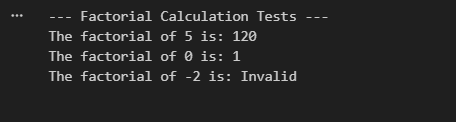 --- Factorial Calculation Tests ---
The factorial of 5 is: 120
The factorial of 0 is: 1
The factorial of -2 is: Invalid